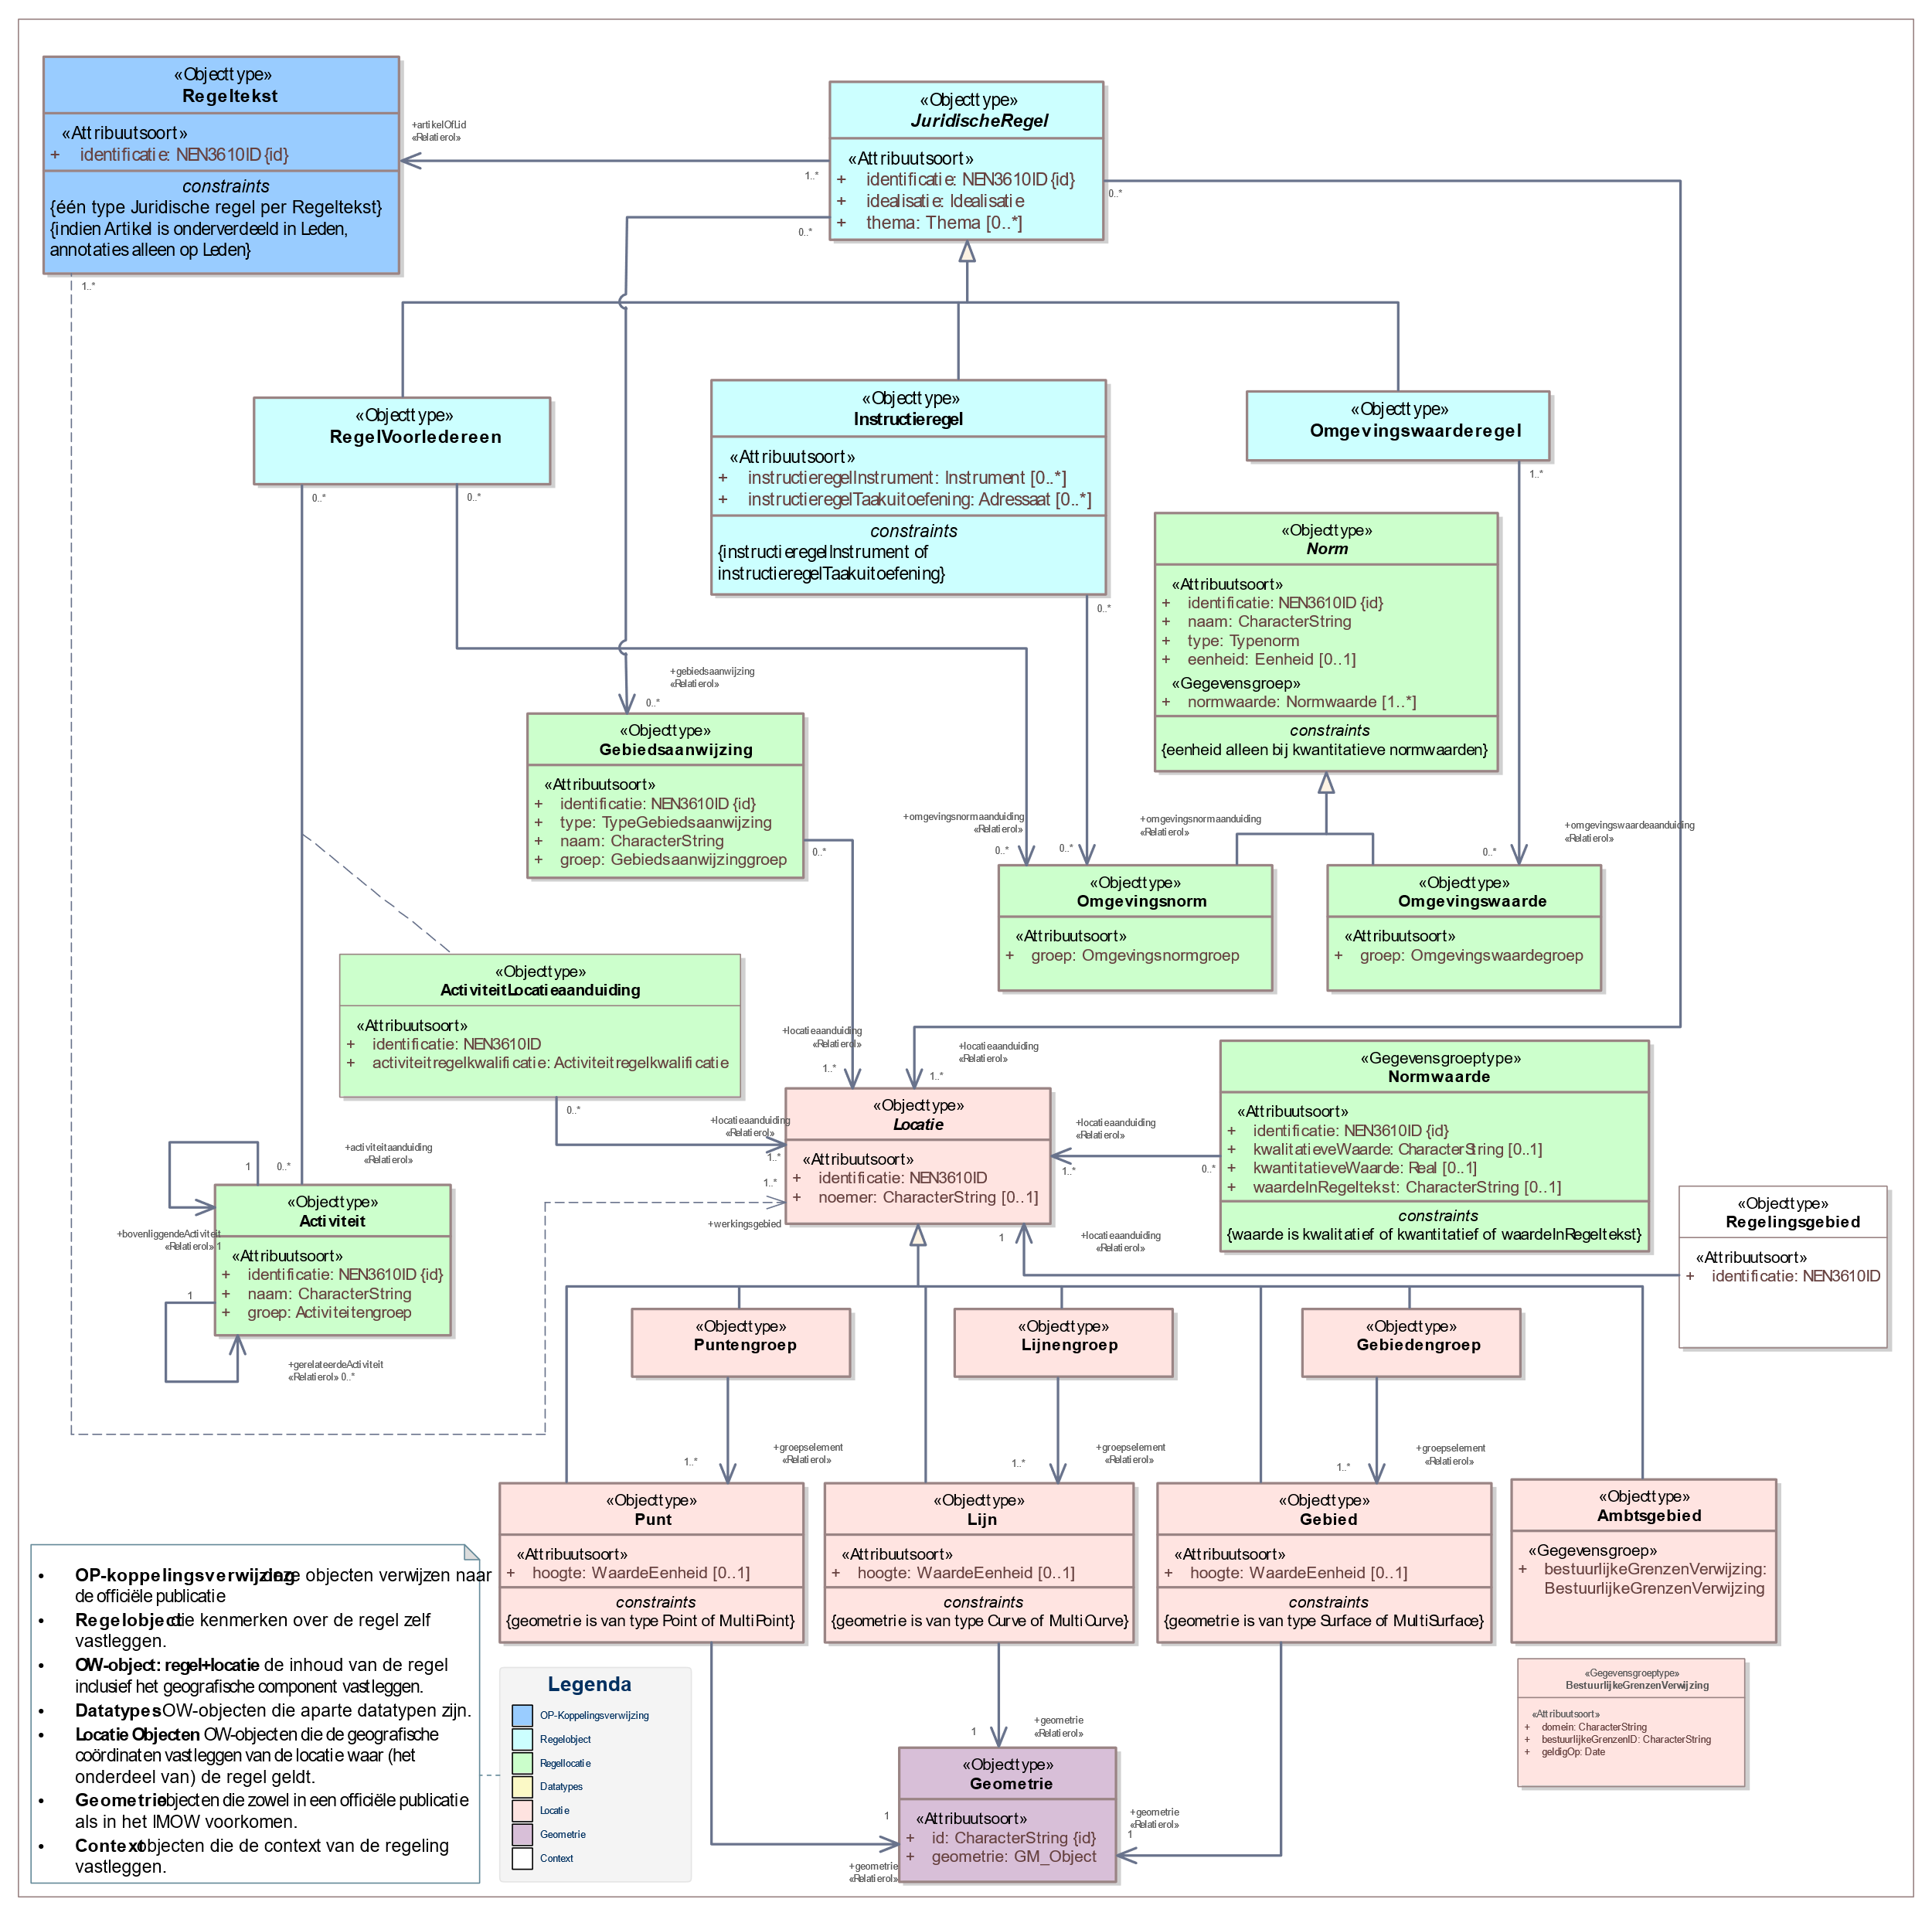 «Objecttype»
Regeltekst
«Attribuutsoort»
+ identificatie: NEN3610ID {id}
constraints
{één type Juridische regel per Regeltekst}
{indien Artikel is onderverdeeld in Leden,
annotaties alleen op Leden}
1..*
+artikelOfLid
«Relatierol»
1..*
«Objecttype»
JuridischeRegel
«Attribuutsoort»
+ identificatie: NEN3610ID {id}
+ idealisatie: Idealisatie
+ thema: Thema [0..*]
0..*
0..*
«Objecttype»
RegelVoorIedereen
0..*
0..*
«Objecttype»
Instructieregel
«Attribuutsoort»
+ instructieregelInstrument: Instrument [0..*]
+ instructieregelTaakuitoefening: Adressaat [0..*]
constraints
{instructieregelInstrument of
instructieregelTaakuitoefening}
0..*
«Objecttype»
Omgevingswaarderegel
1..*
«Objecttype»
Norm
«Attribuutsoort»
+ identificatie: NEN3610ID {id}
+ naam: CharacterString
+ type: Typenorm
+ eenheid: Eenheid [0..1]
«Gegevensgroep»
+ normwaarde: Normwaarde [1..*]
constraints
{eenheid alleen bij kwantitatieve normwaarden}
+gebiedsaanwijzing
«Relatierol»
0..*
«Objecttype»
Gebiedsaanwijzing
«Attribuutsoort»
+ identificatie: NEN3610ID {id}
+ type: TypeGebiedsaanwijzing
+ naam: CharacterString
+ groep: Gebiedsaanwijzinggroep
0..*
+omgevingsnormaanduiding
«Relatierol»
0..*
+omgevingsnormaanduiding
«Relatierol»
0..*
+omgevingswaardeaanduiding
«Relatierol»
0..*
«Objecttype»
Omgevingsnorm
«Attribuutsoort»
+ groep: Omgevingsnormgroep
«Objecttype»
Omgevingswaarde
«Attribuutsoort»
+ groep: Omgevingswaardegroep
«Objecttype»
ActiviteitLocatieaanduiding
«Attribuutsoort»
+ identificatie: NEN3610ID
+ activiteitregelkwalificatie: Activiteitregelkwalificatie
0..*
+locatieaanduiding
«Relatierol»
1..*
+locatieaanduiding
«Relatierol»
1..*
+locatieaanduiding
«Relatierol»
1..*
1..*
+werkingsgebied
«Objecttype»
Locatie
«Attribuutsoort»
+ identificatie: NEN3610ID
+ noemer: CharacterString [0..1]
+locatieaanduiding
«Relatierol»
1..*
0..*
«Gegevensgroeptype»
Normwaarde
«Attribuutsoort»
+ identificatie: NEN3610ID {id}
+ kwalitatieveWaarde: CharacterString [0..1]
+ kwantitatieveWaarde: Real [0..1]
+ waardeInRegeltekst: CharacterString [0..1]
constraints
{waarde is kwalitatief of kwantitatief of waardeInRegeltekst}
«Objecttype»
Regelingsgebied
«Attribuutsoort»
+ identificatie: NEN3610ID
1
+locatieaanduiding
«Relatierol»
+activiteitaanduiding
«Relatierol»
0..*
1
+bovenliggendeActiviteit
«Relatierol» 1
«Objecttype»
Activiteit
«Attribuutsoort»
+ identificatie: NEN3610ID {id}
+ naam: CharacterString
+ groep: Activiteitengroep
1
+gerelateerdeActiviteit
«Relatierol» 0..*
«Objecttype»
Puntengroep
«Objecttype»
Lijnengroep
«Objecttype»
Gebiedengroep
+groepselement
«Relatierol»
1..*
+groepselement
«Relatierol»
1..*
+groepselement
«Relatierol»
1..*
«Objecttype»
Punt
«Attribuutsoort»
+ hoogte: WaardeEenheid [0..1]
constraints
{geometrie is van type Point of MultiPoint}
«Objecttype»
Lijn
«Attribuutsoort»
+ hoogte: WaardeEenheid [0..1]
constraints
{geometrie is van type Curve of MultiCurve}
«Objecttype»
Gebied
«Attribuutsoort»
+ hoogte: WaardeEenheid [0..1]
constraints
{geometrie is van type Surface of MultiSurface}
«Objecttype»
Ambtsgebied
«Gegevensgroep»
+ bestuurlijkeGrenzenVerwijzing:
BestuurlijkeGrenzenVerwijzing
«Gegevensgroeptype»
BestuurlijkeGrenzenVerwijzing
«Attribuutsoort»
+ domein: CharacterString
+ bestuurlijkeGrenzenID: CharacterString
+ geldigOp: Date
1
+geometrie
«Relatierol»
1
+geometrie
«Relatierol»
+geometrie
«Relatierol»
1
«Objecttype»
Geometrie
«Attribuutsoort»
+ id: CharacterString {id}
+ geometrie: GM_Object
• OP-koppelingsverwijzing deze objecten verwijzen naar
de officiële publicatie
• Regelobject die kenmerken over de regel zelf
vastleggen.
• OW-object: regel+locatie de inhoud van de regel
inclusief het geografische component vastleggen.
• Datatypes OW-objecten die aparte datatypen zijn.
• Locatie Objecten OW-objecten die de geografische
coördinaten vastleggen van de locatie waar (het
onderdeel van) de regel geldt.
• Geometrie objecten die zowel in een officiële publicatie
als in het IMOW voorkomen.
• Context objecten die de context van de regeling
vastleggen.
Legenda
OP-Koppelingsverwijzing
Regelobject
Regellocatie
Datatypes
Locatie
Geometrie
Context